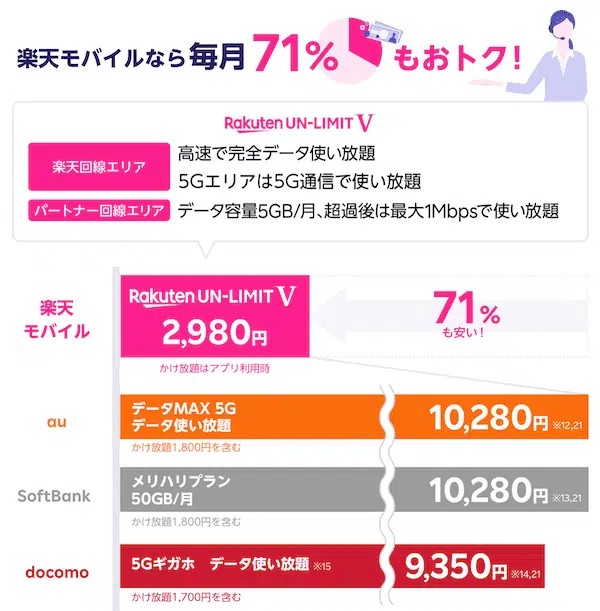 楽天モバイルなら毎月71%もおトク!
Rakuten UN-LIMIT V
楽天回線エリア
高速で完全データ使い放題
5Gエリアは5G通信で使い放題
パートナー回線エリア
データ容量5GB/月、超過後は最大1Mbpsで使い放題
楽天
モバイル
Rakuten UN-LIMIT V
2,980円
71%
も安い!
かけ放題はアプリ利用時
au
データMAX 5G
データ使い放題
10,280円 ※12,21
かけ放題1,800円を含む
SoftBank
メリハリプラン
50GB/月
10,280円 ※13,21
かけ放題1,800円を含む
docomo
5Gギガホ データ使い放題 ※15
9,350円 ※14,21
かけ放題1,700円を含む